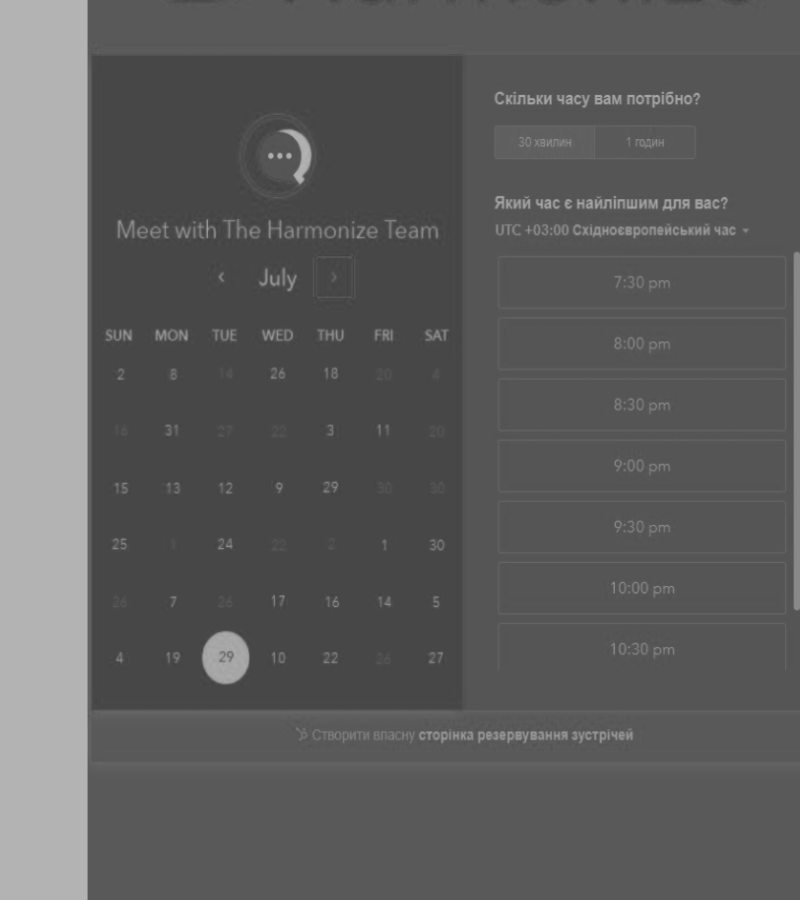 Meet with The Harmonize Team
July
SUN MON TUE WED THU FRI SAT
2 8 14 26 18 20 4
16 31 27 22 3 11 20
15 13 12 9 29 30 30
25 1 24 22 2 1 30
26 7 26 17 16 14 5
4 19 29 10 22 26 27
Скільки часу вам потрібно?
30 хвилин 1 годин
Який час є найліпшим для вас?
UTC +03:00 Східноєвропейський час
7:30 pm
8:00 pm
8:30 pm
9:00 pm
9:30 pm
10:00 pm
10:30 pm
Створити власну сторінка резервування зустрічей